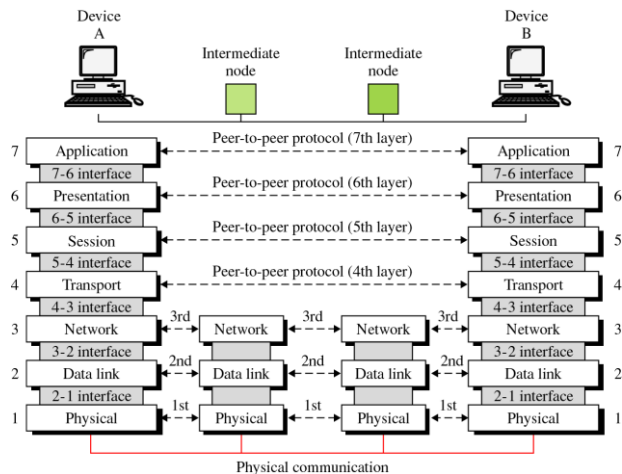 Device Device
A B
Intermediate Intermediate
node node
7 Application Peer-to-peer protocol (7th layer) Application 7
7-6 interface 7-6 interface
6 Presentation Peer-to-peer protocol (6th layer) Presentation 6
6-5 interface 6-5 interface
5 Session Peer-to-peer protocol (5th layer) Session 5
5-4 interface 5-4 interface
4 Transport Peer-to-peer protocol (4th layer) Transport 4
4-3 interface 4-3 interface
3 Network 3rd Network 3rd Network 3rd Network 3
3-2 interface 3-2 interface
2 Data link 2nd Data link 2nd Data link 2nd Data link 2
2-1 interface 2-1 interface
1 Physical 1st Physical 1st Physical 1st Physical 1
Physical communication